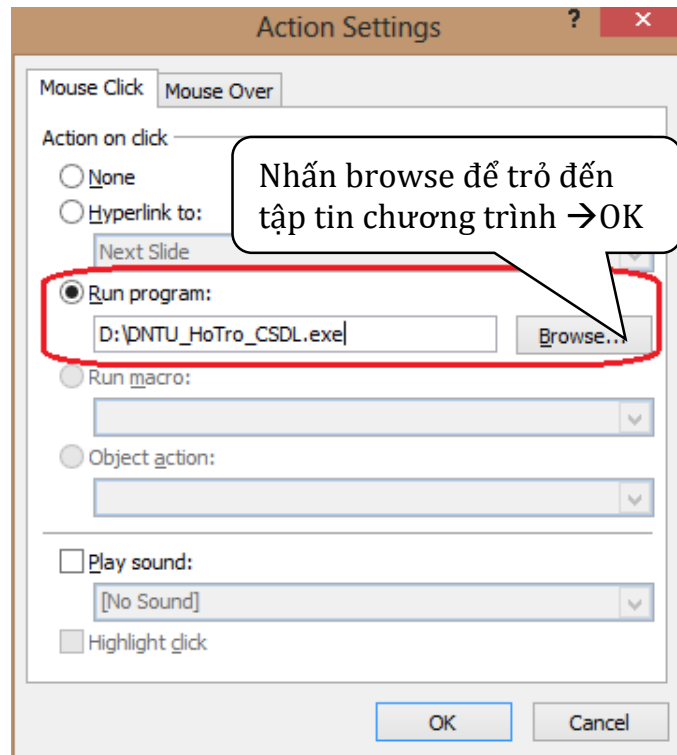 Action Settings
?
×
Mouse Click
Mouse Over
Action on click
None
Hyperlink to:
Next Slide
Nhấn browse để trỏ đến
tập tin chương trình →OK
Run program:
D:\DNTU_HoTro_CSDL.exe
Browse...
Run macro:
Object action:
Play sound:
[No Sound]
Highlight click
OK
Cancel